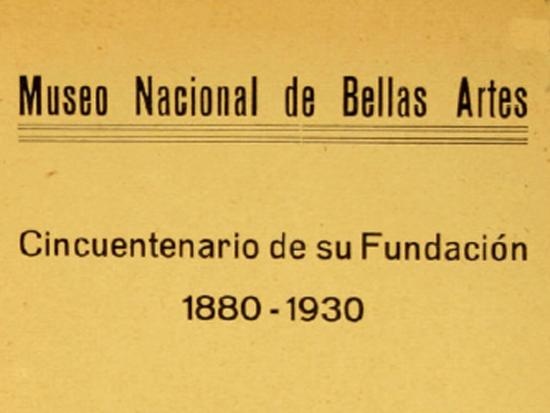 Museo Nacional de Bellas Artes
Cincuentenario de su Fundación
1880 - 1930